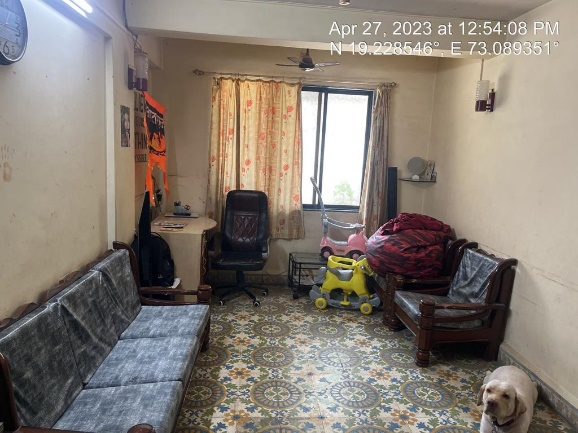 Apr 27, 2023 at 12:54:08 PM
N 19.228546°, E 73.089351°